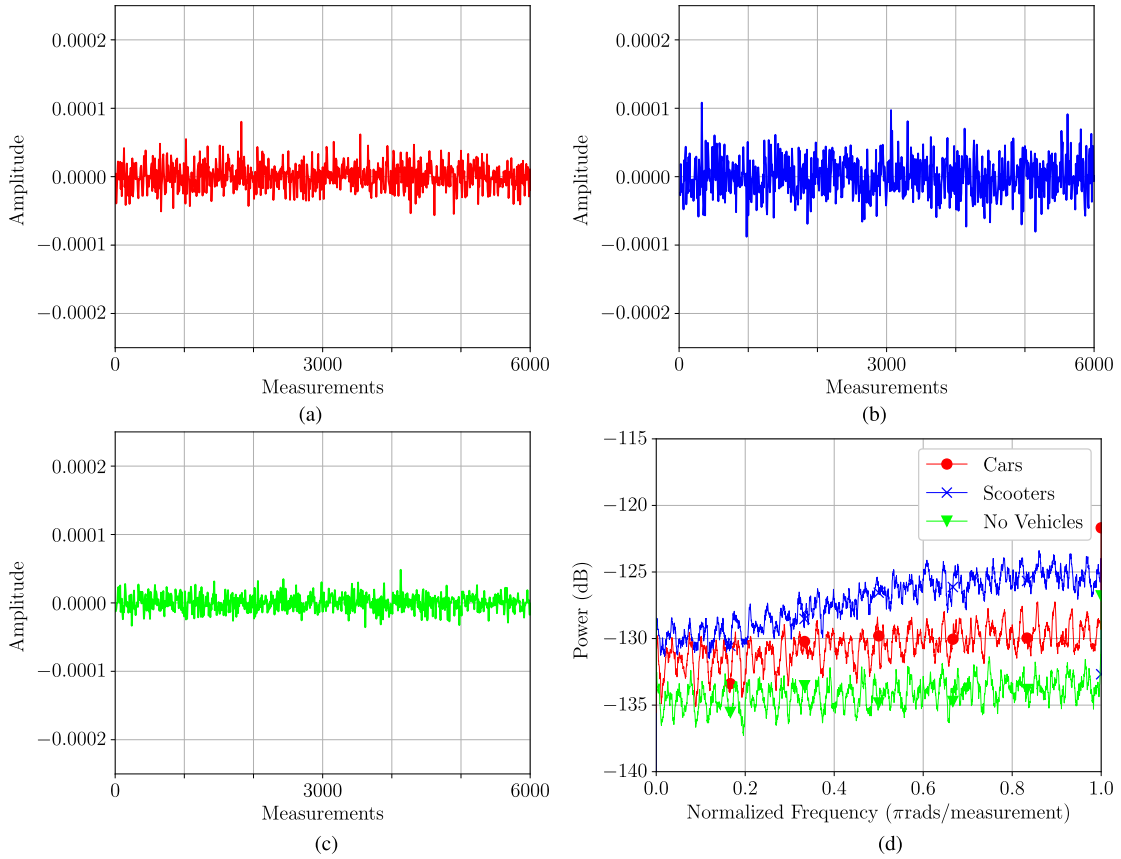 0.0002
0.0001
0.0000
−0.0001
−0.0002
Amplitude
0
3000
6000
Measurements
(a)
0.0002
0.0001
0.0000
−0.0001
−0.0002
Amplitude
0
3000
6000
Measurements
(b)
0.0002
0.0001
0.0000
−0.0001
−0.0002
Amplitude
0
3000
6000
Measurements
(c)
−115
−120
−125
−130
−135
−140
Power (dB)
Cars
Scooters
No Vehicles
0.0
0.2
0.4
0.6
0.8
1.0
Normalized Frequency (πrads/measurement)
(d)